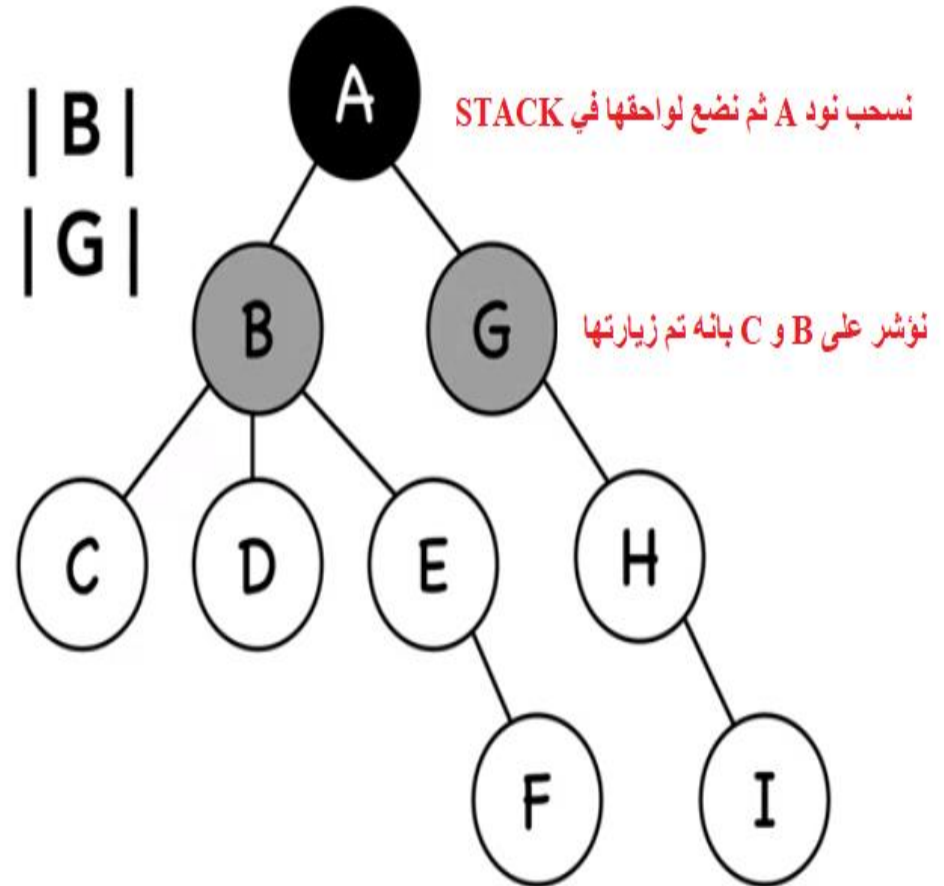 A
نسحب نود A ثم نضع لواحقها في STACK
| B |
| G |
B
G
نؤشر على B و C بانه تم زيارتها
C
D
E
H
F
I